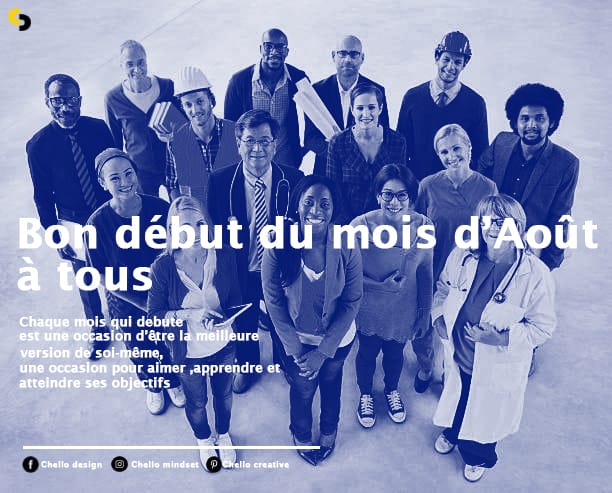 Bon début du mois d'Août
à tous
Chaque mois qui debute
est une occasion d'être la meilleure
version de soi-même,
une occasion pour aimer ,apprendre et
atteindre ses objectifs
Chello design Chello mindset Chello creative